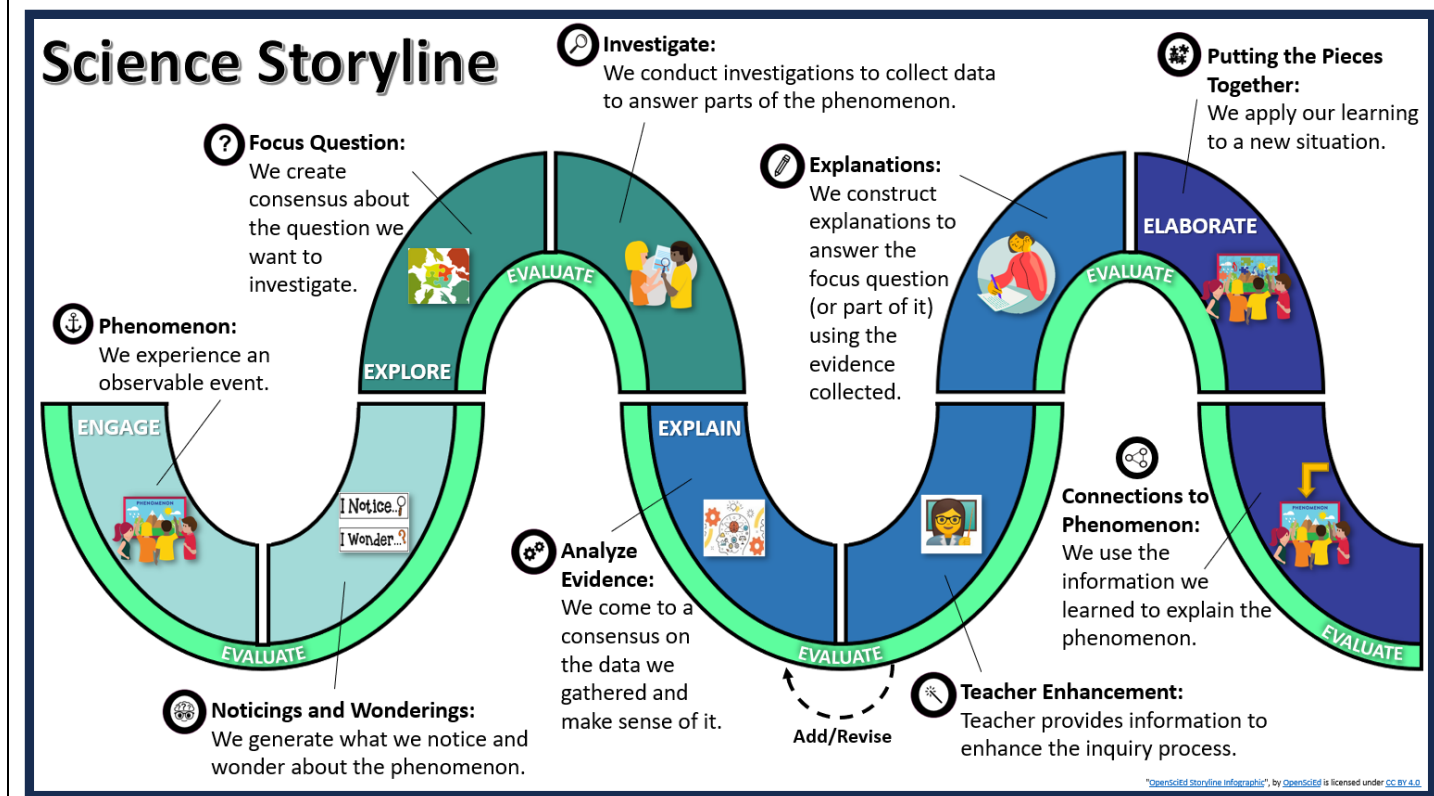 Science Storyline
Phenomenon:
We experience an
observable event.
ENGAGE
PHENOMENON
Noticings and Wonderings:
We generate what we notice and
wonder about the phenomenon.
I Notice..
I Wonder..?
EVALUATE
Focus Question:
We create
consensus about
the question we
want to
investigate.
EXPLORE
Investigate:
We conduct investigations to collect data
to answer parts of the phenomenon.
EVALUATE
Analyze
Evidence:
We come to a
consensus on
the data we
gathered and
make sense of it.
EXPLAIN
EVALUATE
Add/Revise
Teacher Enhancement:
Teacher provides information to
enhance the inquiry process.
Explanations:
We construct
explanations to
answer the
focus question
(or part of it)
using the
evidence
collected.
EVALUATE
Putting the Pieces
Together:
We apply our learning
to a new situation.
ELABORATE
Connections to
Phenomenon:
We use the
information we
learned to explain the
phenomenon.
PHENOMENON
EVALUATE
"OpenSciEd Storyline Infographic", by OpenSciEd is licensed under CC BY 4.0